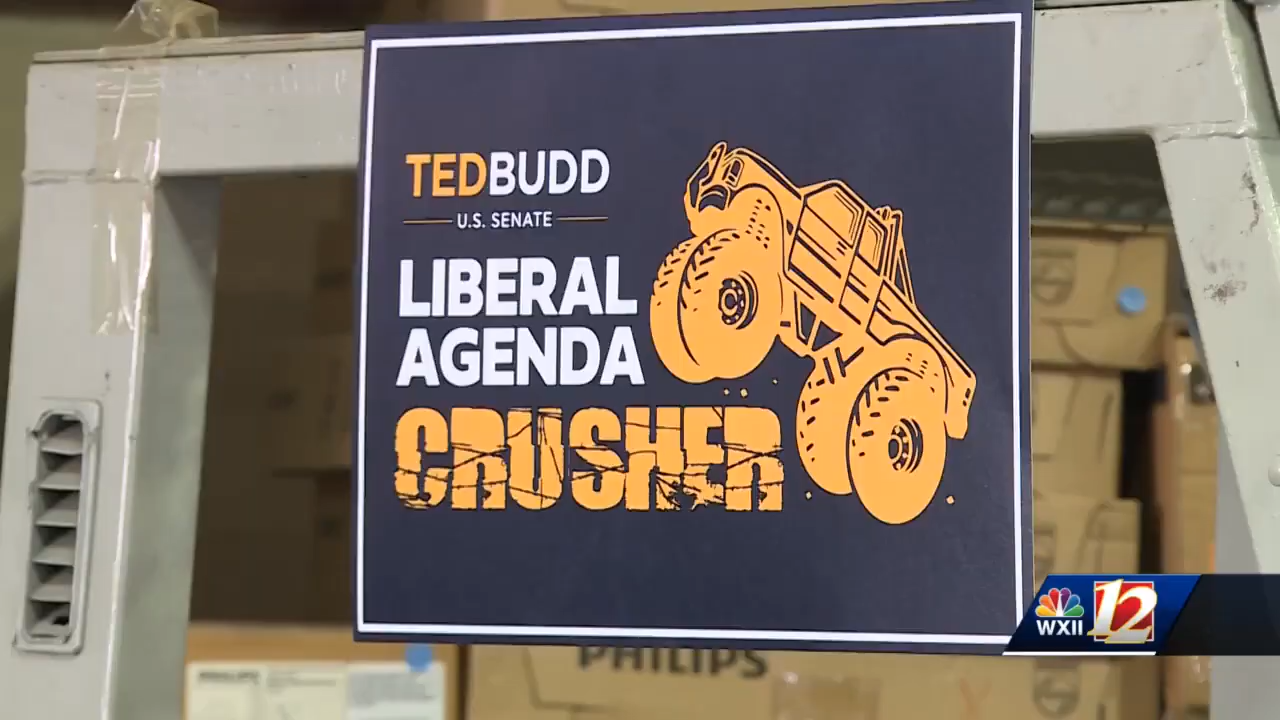 TEDBUDD
U.S. SENATE
LIBERAL
AGENDA
CRUSHER
WXII 12
PHILIPS